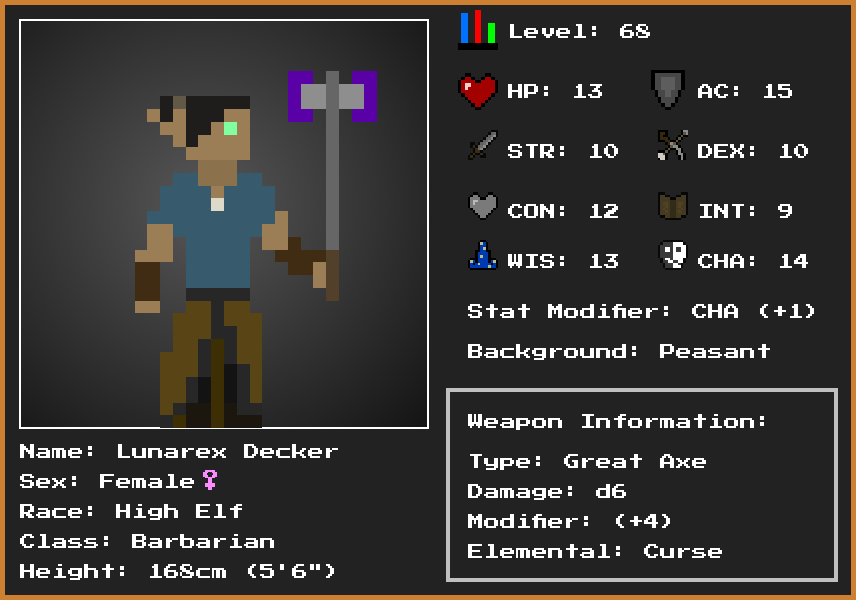 Level: 68
HP: 13
AC: 15
STR: 10
DEX: 10
CON: 12
INT: 9
WIS: 13
CHA: 14
Stat Modifier: CHA (+1)
Background: Peasant
Weapon Information:
Type: Great Axe
Damage: d6
Modifier: (+4)
Elemental: Curse
Name: Lunarex Decker
Sex: Female♀
Race: High Elf
Class: Barbarian
Height: 168cm (5'6")